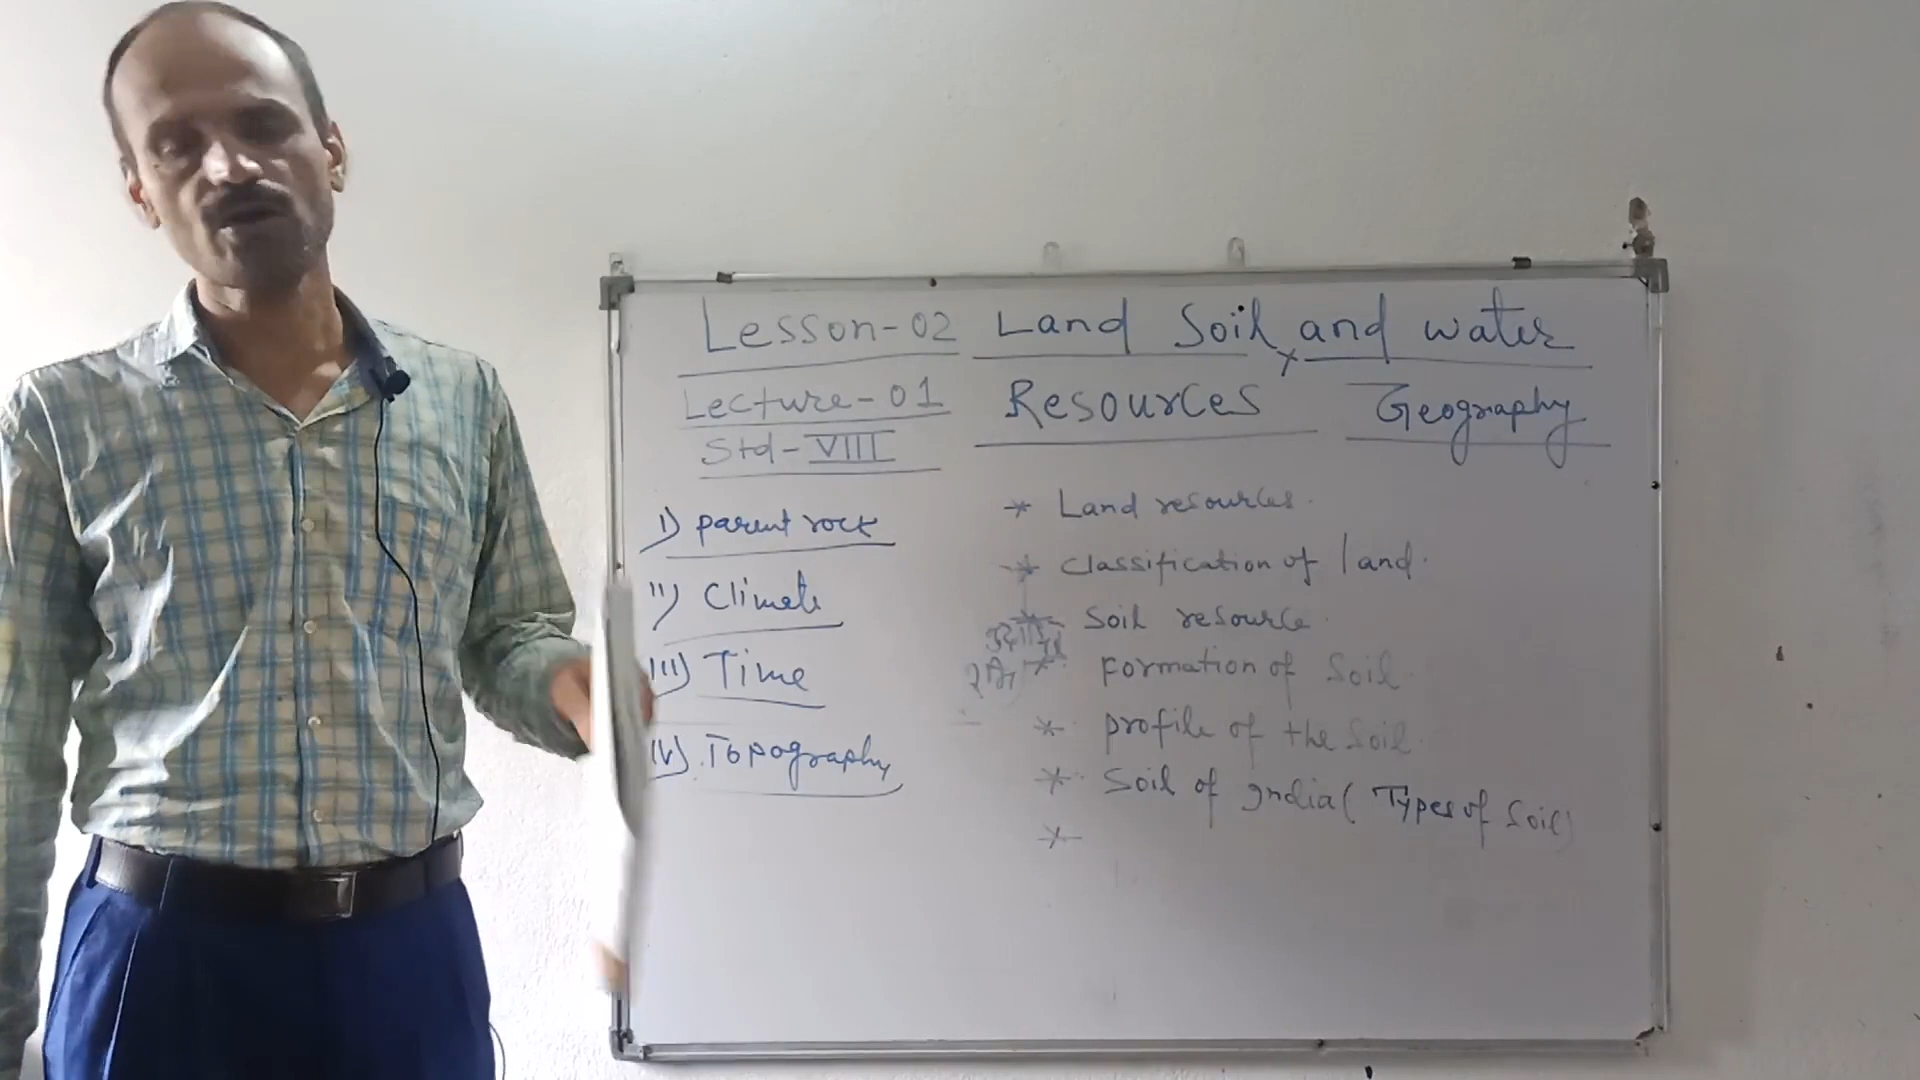 Lesson-02 Land Soil, and water
Lecture-01 Resources Geography
Std-VIII
I) parent rock
II) Climate
III) Time
IV) Topography
* Land resources.
* Classification of land.
* Soil resource.
* Formation of Soil
* profile of the Soil.
* Soil of India (Types of Soil)
*